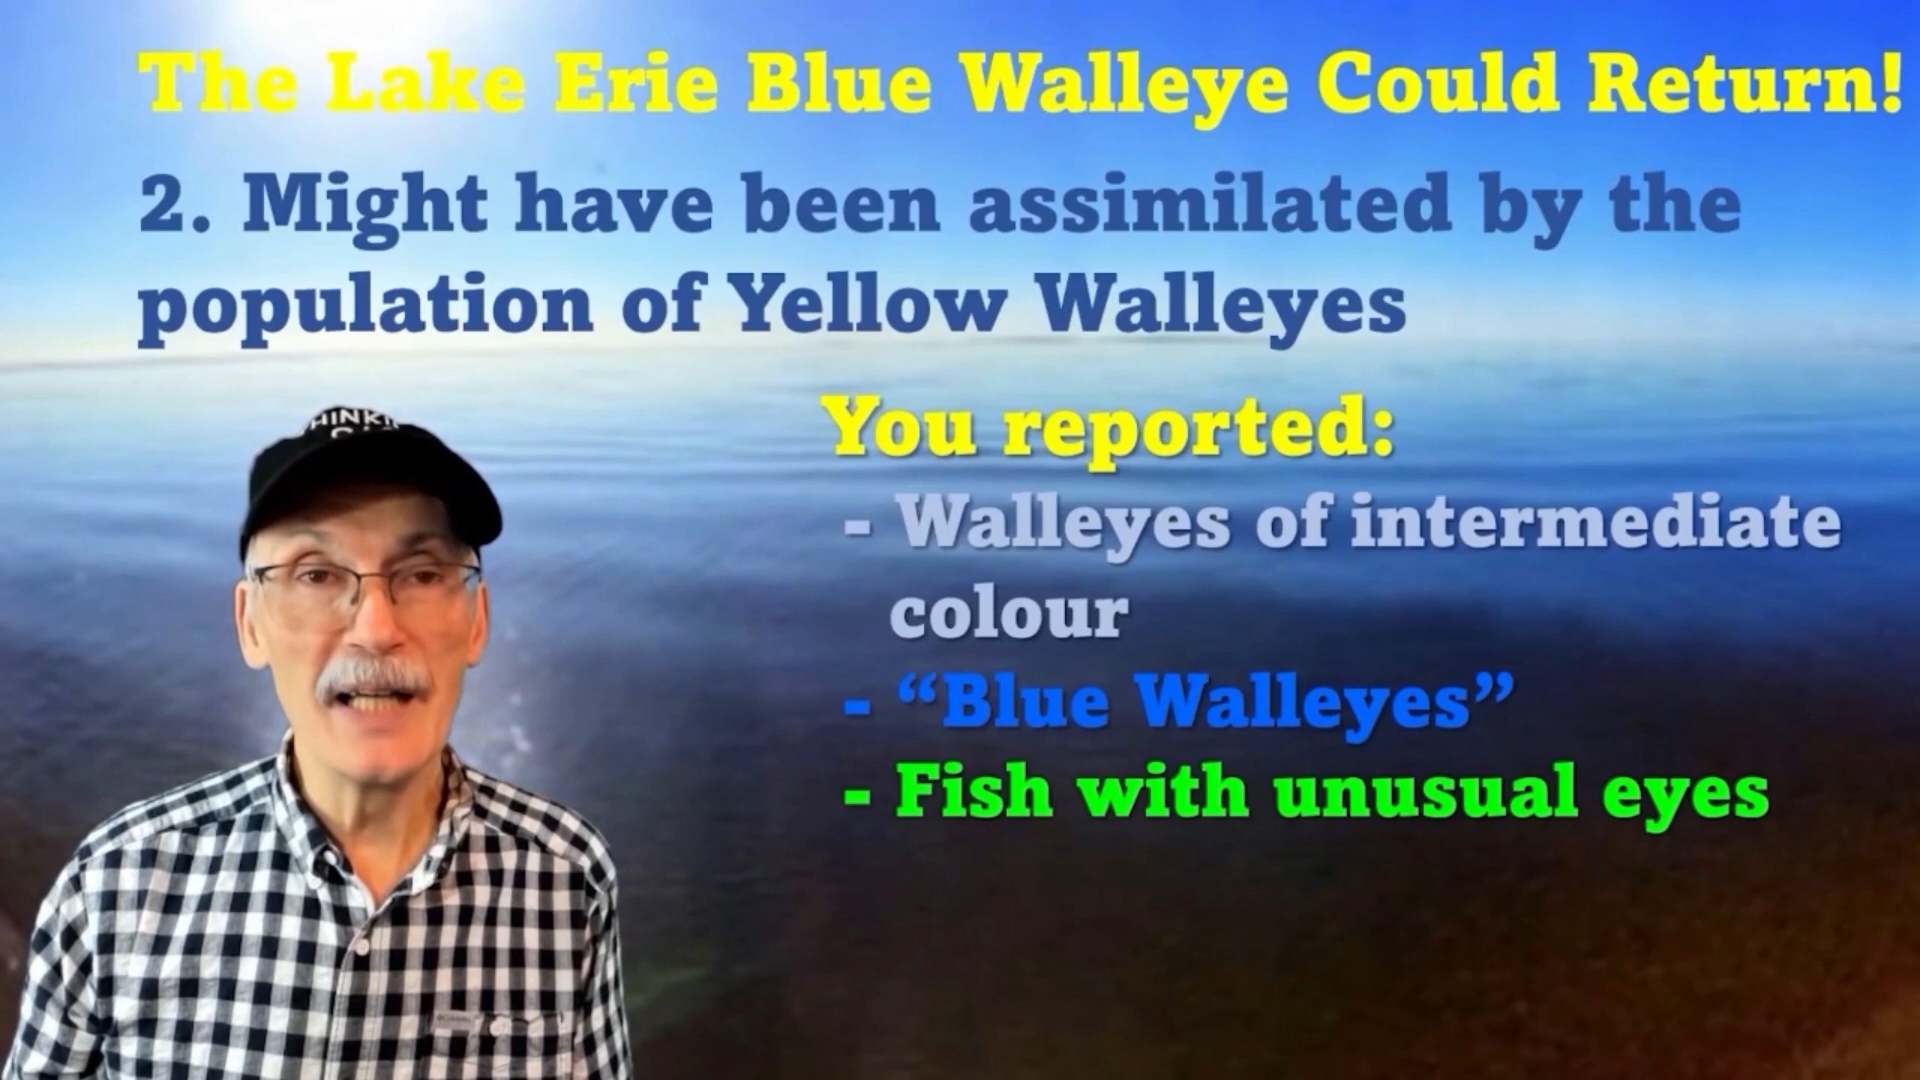 The Lake Erie Blue Walleye Could Return!
2. Might have been assimilated by the
population of Yellow Walleyes
You reported:
- Walleyes of intermediate
colour
- “Blue Walleyes”
- Fish with unusual eyes